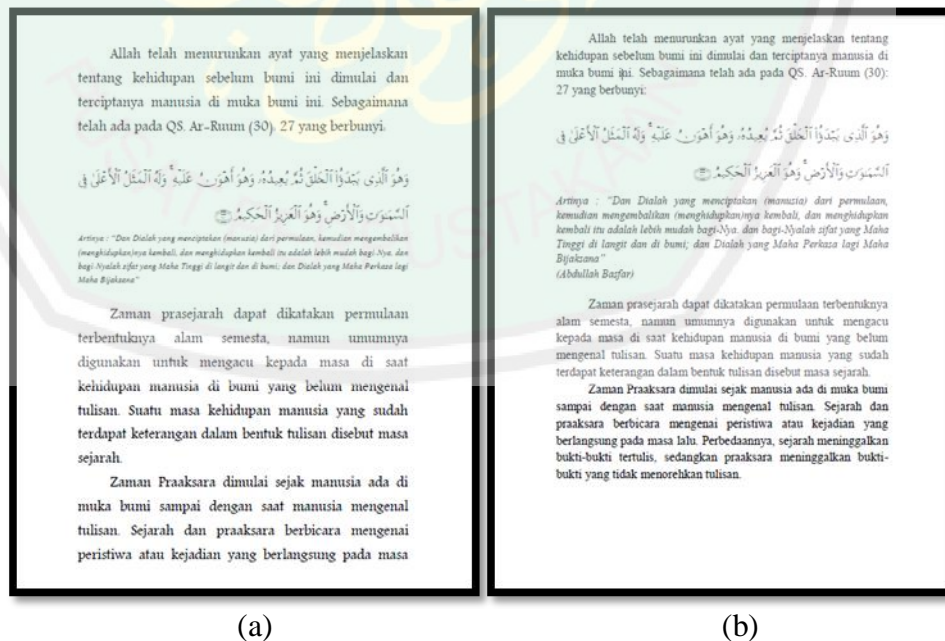 Allah telah menurunkan ayat yang menjelaskan
tentang kehidupan sebelum bumi ini dimulai dan
terciptanya manusia di muka bumi ini. Sebagaimana
telah ada pada QS. Ar-Ruum (30). 27 yang berbunyi.
وَهُوَ ٱلَّذِى يَبْدَؤُا۟ ٱلْخَلْقَ ثُمَّ يُعِيدُهُۥ وَهُوَ أَهْوَنُ عَلَيْهِ ۚ وَلَهُ ٱلْمَثَلُ ٱلْأَعْلَىٰ فِى
ٱلسَّمَٰوَٰتِ وَٱلْأَرْضِ ۚ وَهُوَ ٱلْعَزِيزُ ٱلْحَكِيمُ
Artinya : "Dan Dialah yang menciptakan (manusia) dari permulaan, kemudian mengembalikan
(menghidupkan)nya kembali, dan menghidupkan kembali itu adalah lebih mudah bagi-Nya. dan
bagi Nyalah sifat yang Maha Tinggi di langit dan di bumi; dan Dialah yang Maha Perkasa lagi
Maha Bijaksana"
Zaman prasejarah dapat dikatakan permulaan
terbentuknya alam semesta, namun umumnya
digunakan untuk mengacu kepada masa di saat
kehidupan manusia di bumi yang belum mengenal
tulisan. Suatu masa kehidupan manusia yang sudah
terdapat keterangan dalam bentuk tulisan disebut masa
sejarah.
Zaman Praaksara dimulai sejak manusia ada di
muka bumi sampai dengan saat manusia mengenal
tulisan. Sejarah dan praaksara berbicara mengenai
peristiwa atau kejadian yang berlangsung pada masa
(a)
Allah telah menurunkan ayat yang menjelaskan tentang
kehidupan sebelum bumi ini dimulai dan terciptanya manusia di
muka bumi ini. Sebagaimana telah ada pada QS. Ar-Ruum (30):
27 yang berbunyi:
وَهُوَ ٱلَّذِى يَبْدَؤُا۟ ٱلْخَلْقَ ثُمَّ يُعِيدُهُۥ وَهُوَ أَهْوَنُ عَلَيْهِ ۚ وَلَهُ ٱلْمَثَلُ ٱلْأَعْلَىٰ فِى
ٱلسَّمَٰوَٰتِ وَٱلْأَرْضِ ۚ وَهُوَ ٱلْعَزِيزُ ٱلْحَكِيمُ
Artinya : "Dan Dialah yang menciptakan (manusia) dari permulaan,
kemudian mengembalikan (menghidupkan)nya kembali, dan menghidupkan
kembali itu adalah lebih mudah bagi-Nya. dan bagi-Nyalah sifat yang Maha
Tinggi di langit dan di bumi; dan Dialah yang Maha Perkasa lagi Maha
Bijaksana"
(Abdullah Basfar)
Zaman prasejarah dapat dikatakan permulaan terbentuknya
alam semesta, namun umumnya digunakan untuk mengacu
kepada masa di saat kehidupan manusia di bumi yang belum
mengenal tulisan. Suatu masa kehidupan manusia yang sudah
terdapat keterangan dalam bentuk tulisan disebut masa sejarah.
Zaman Praaksara dimulai sejak manusia ada di muka bumi
sampai dengan saat manusia mengenal tulisan. Sejarah dan
praaksara berbicara mengenai peristiwa atau kejadian yang
berlangsung pada masa lalu. Perbedaannya, sejarah meninggalkan
bukti-bukti tertulis, sedangkan praaksara meninggalkan bukti-
bukti yang tidak menorehkan tulisan.
(b)